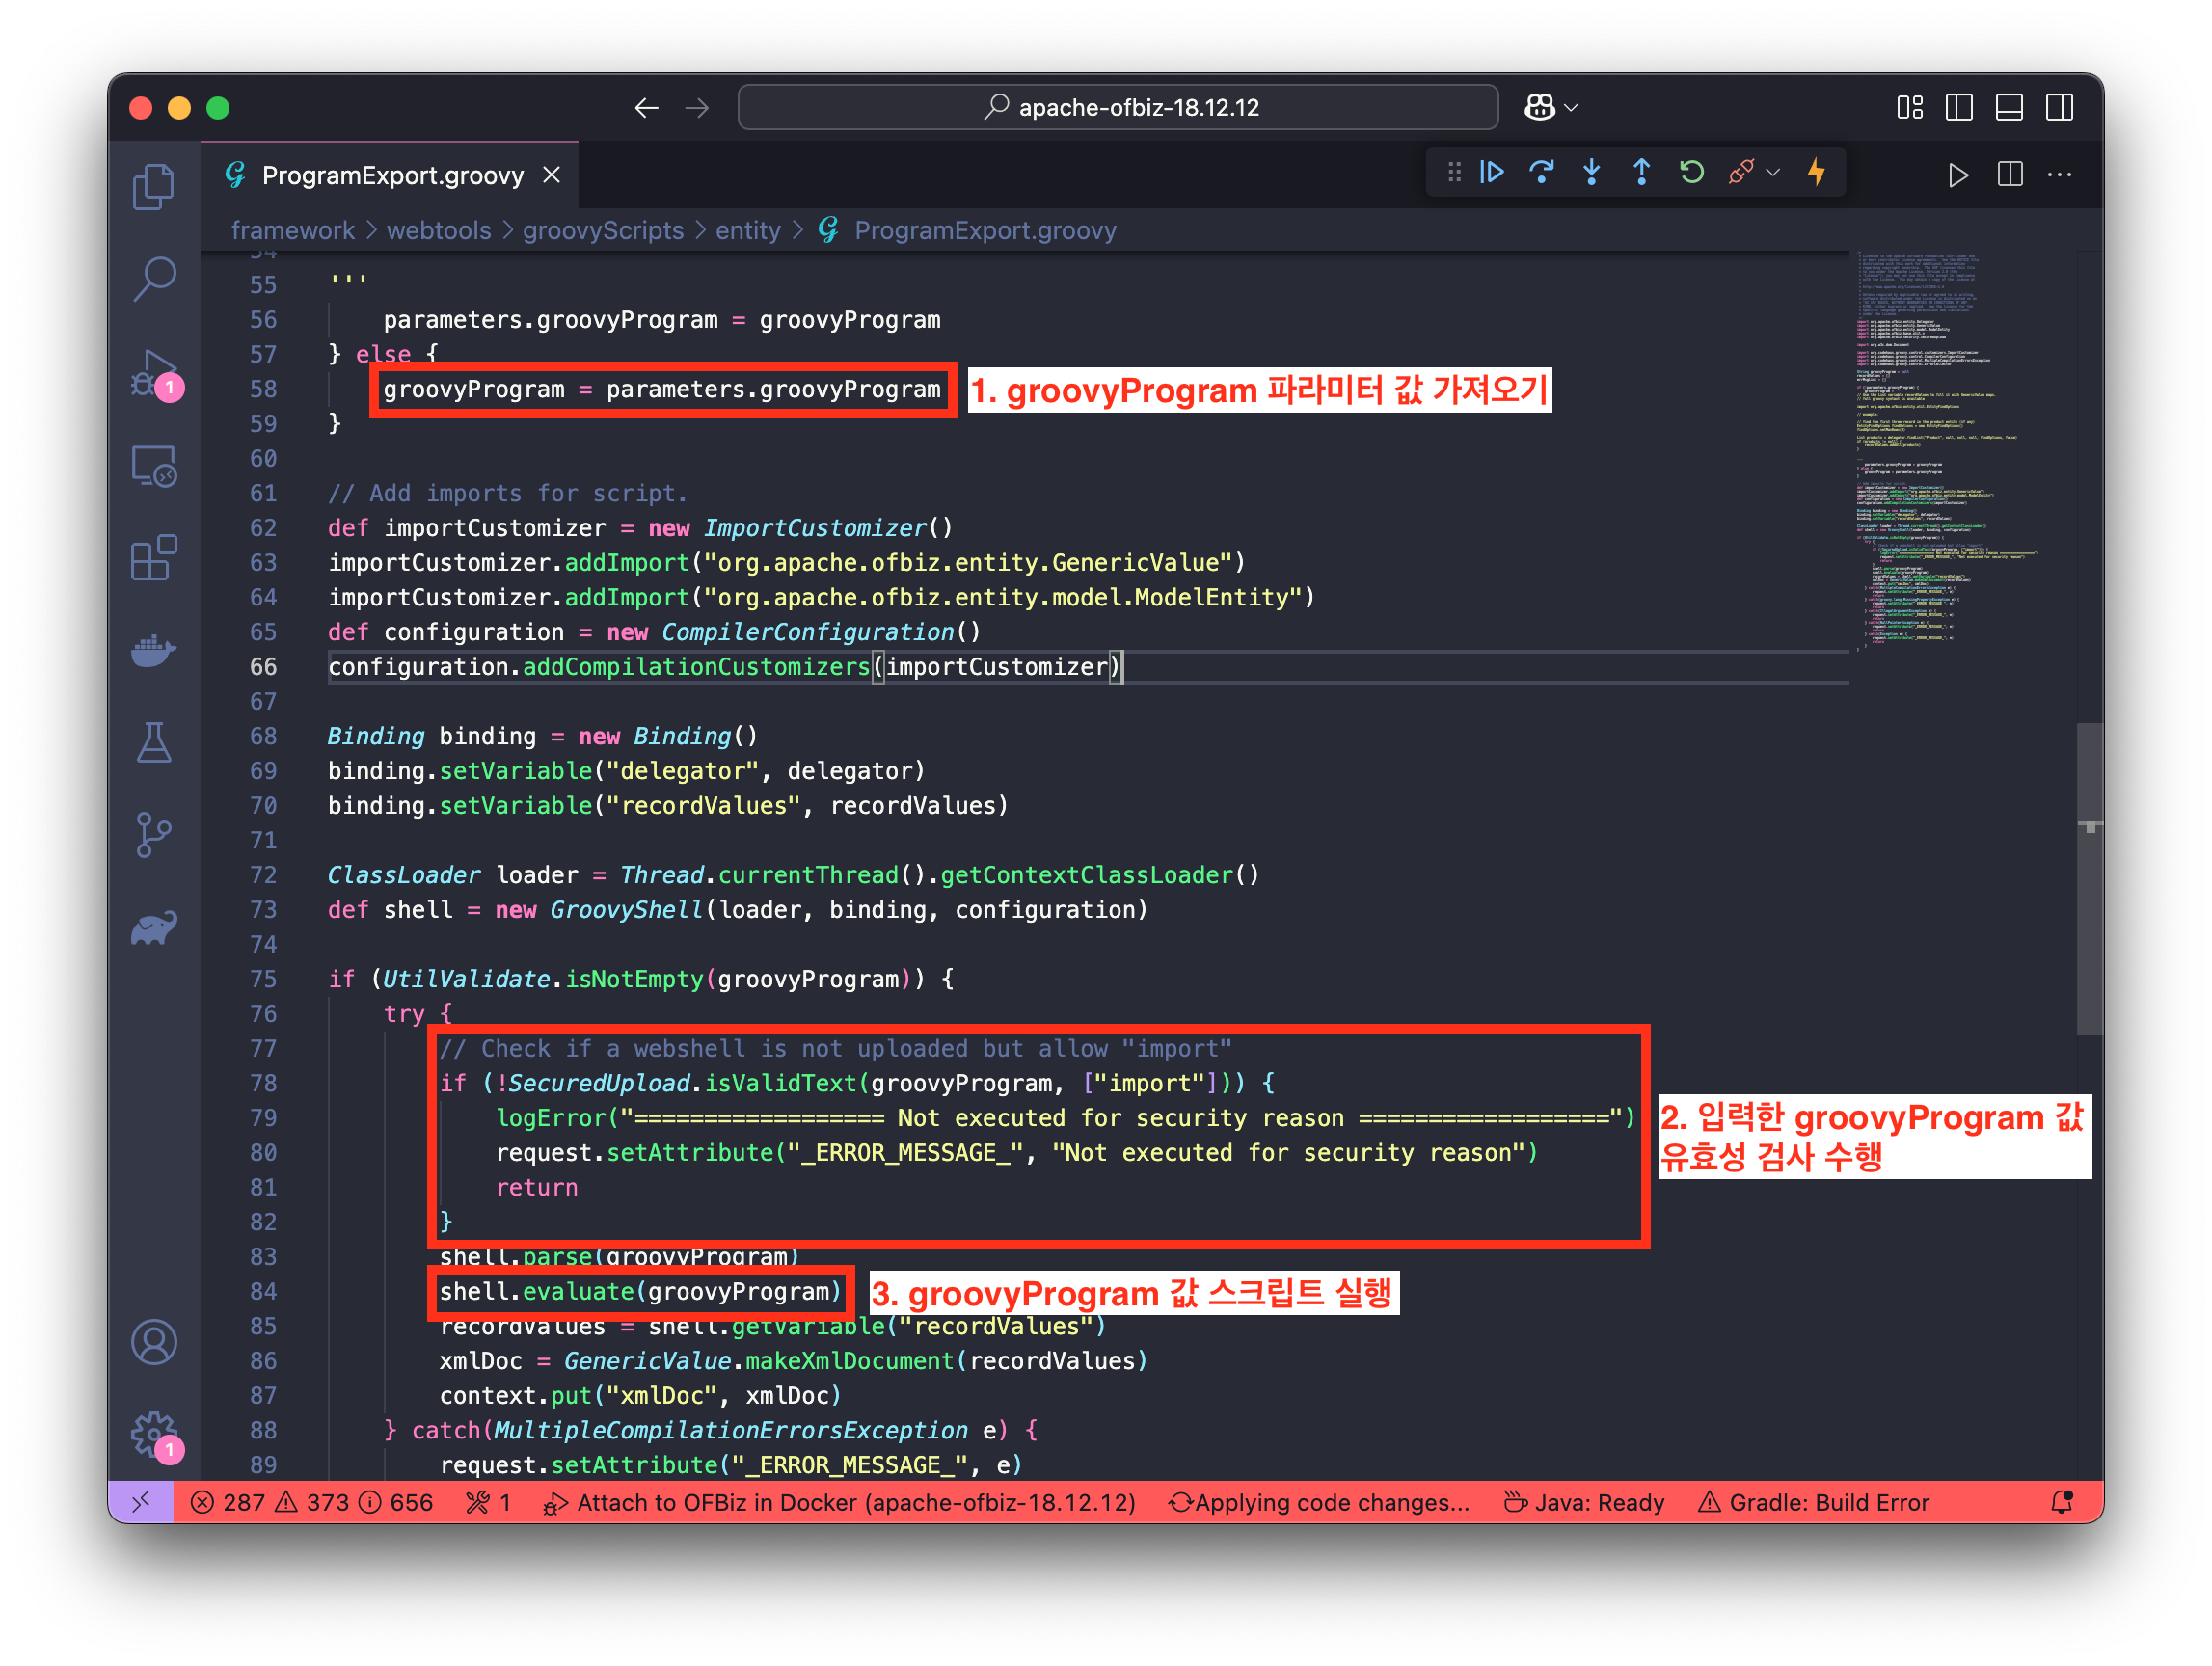 apache-ofbiz-18.12.12
ProgramExport.groovy
framework > webtools > groovyScripts > entity > ProgramExport.groovy
54
55 '''
56 parameters.groovyProgram = groovyProgram
57 } else {
58 groovyProgram = parameters.groovyProgram
1. groovyProgram 파라미터 값 가져오기
59 }
60
61 // Add imports for script.
62 def importCustomizer = new ImportCustomizer()
63 importCustomizer.addImport("org.apache.ofbiz.entity.GenericValue")
64 importCustomizer.addImport("org.apache.ofbiz.entity.model.ModelEntity")
65 def configuration = new CompilerConfiguration()
66 configuration.addCompilationCustomizers(importCustomizer)
67
68 Binding binding = new Binding()
69 binding.setVariable("delegator", delegator)
70 binding.setVariable("recordValues", recordValues)
71
72 ClassLoader loader = Thread.currentThread().getContextClassLoader()
73 def shell = new GroovyShell(loader, binding, configuration)
74
75 if (UtilValidate.isNotEmpty(groovyProgram)) {
76 try {
77 // Check if a webshell is not uploaded but allow "import"
78 if (!SecuredUpload.isValidText(groovyProgram, ["import"])) {
79 logError("================== Not executed for security reason ==================")
80 request.setAttribute("_ERROR_MESSAGE_", "Not executed for security reason")
81 return
82 }
2. 입력한 groovyProgram 값
유효성 검사 수행
83 shell.parse(groovyProgram)
84 shell.evaluate(groovyProgram)
3. groovyProgram 값 스크립트 실행
85 recordValues = shell.getVariable("recordValues")
86 xmlDoc = GenericValue.makeXmlDocument(recordValues)
87 context.put("xmlDoc", xmlDoc)
88 } catch(MultipleCompilationErrorsException e) {
89 request.setAttribute("_ERROR_MESSAGE_", e)
1
1
287 373 656 1 Attach to OFBiz in Docker (apache-ofbiz-18.12.12) Applying code changes... Java: Ready Gradle: Build Error